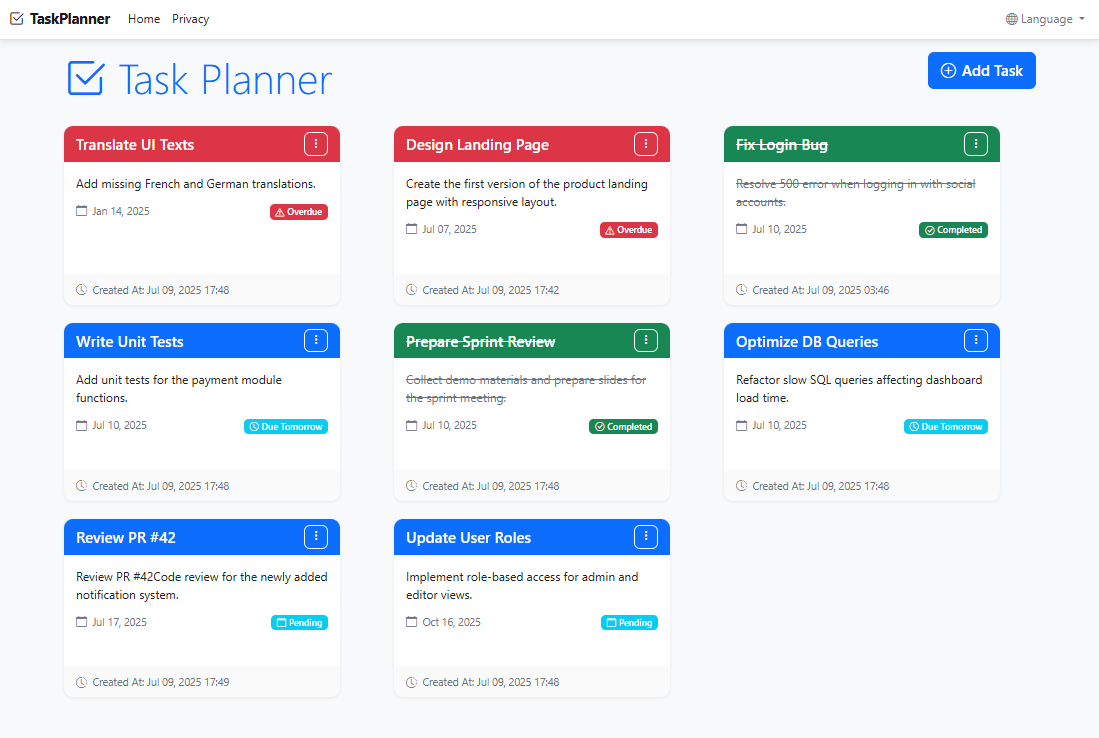 TaskPlanner Home Privacy Language
Task Planner
Add Task
Translate UI Texts
Add missing French and German translations.
Jan 14, 2025 Overdue
Created At: Jul 09, 2025 17:48
Design Landing Page
Create the first version of the product landing
page with responsive layout.
Jul 07, 2025 Overdue
Created At: Jul 09, 2025 17:42
Fix Login Bug
Resolve 500 error when logging in with social
accounts.
Jul 10, 2025 Completed
Created At: Jul 09, 2025 03:46
Write Unit Tests
Add unit tests for the payment module
functions.
Jul 10, 2025 Due Tomorrow
Created At: Jul 09, 2025 17:48
Prepare Sprint Review
Collect demo materials and prepare slides for
the sprint meeting.
Jul 10, 2025 Completed
Created At: Jul 09, 2025 17:48
Optimize DB Queries
Refactor slow SQL queries affecting dashboard
load time.
Jul 10, 2025 Due Tomorrow
Created At: Jul 09, 2025 17:48
Review PR #42
Review PR #42Code review for the newly added
notification system.
Jul 17, 2025 Pending
Created At: Jul 09, 2025 17:49
Update User Roles
Implement role-based access for admin and
editor views.
Oct 16, 2025 Pending
Created At: Jul 09, 2025 17:48